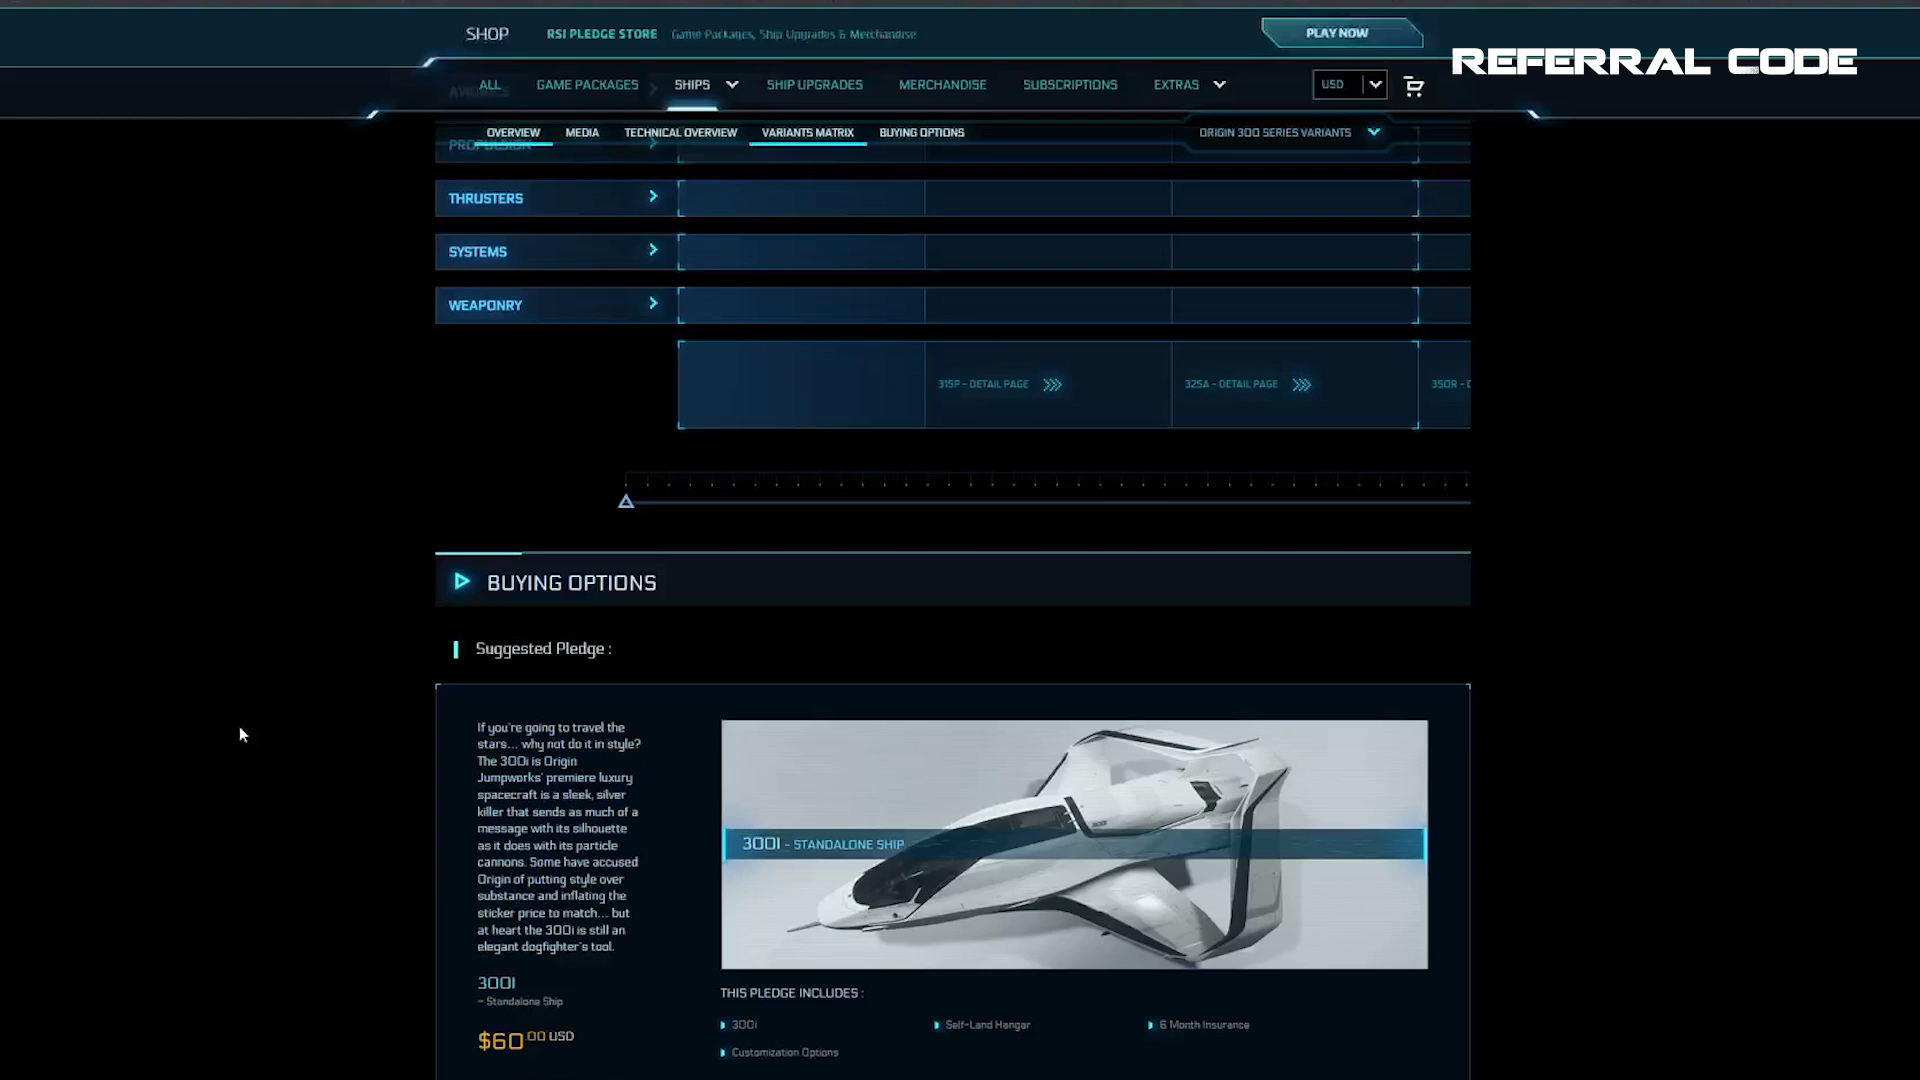 SHOP RSI PLEDGE STORE Game Packages, Ship Upgrades & Merchandise PLAY NOW
REFERRAL CODE
ALL GAME PACKAGES SHIPS SHIP UPGRADES MERCHANDISE SUBSCRIPTIONS EXTRAS USD
AVIONICS
OVERVIEW MEDIA TECHNICAL OVERVIEW VARIANTS MATRIX BUYING OPTIONS ORIGIN 300 SERIES VARIANTS
PROPULSION
THRUSTERS
SYSTEMS
WEAPONRY
315P - DETAIL PAGE 325A - DETAIL PAGE 350R - D
BUYING OPTIONS
Suggested Pledge :
If you're going to travel the
stars... why not do it in style?
The 300i is Origin
Jumpworks' premiere luxury
spacecraft is a sleek, silver
killer that sends as much of a
message with its silhouette
as it does with its particle
cannons. Some have accused
Origin of putting style over
substance and inflating the
sticker price to match... but
at heart the 300i is still an
elegant dogfighter's tool.
300I - STANDALONE SHIP
300I
- Standalone Ship
$60.00 USD
THIS PLEDGE INCLUDES :
300i Self-Land Hangar 6 Month Insurance
Customization Options